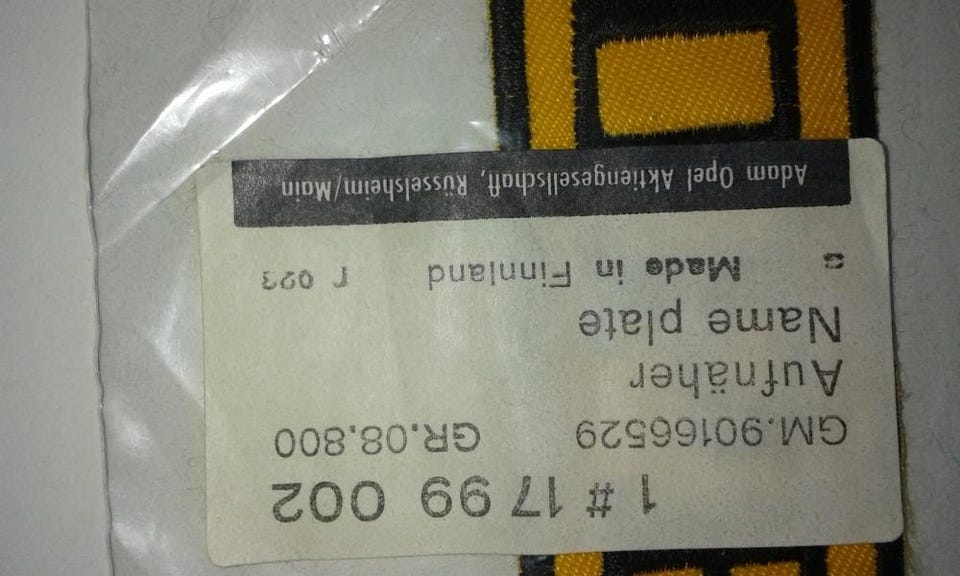 1 # 17 99 002
GM.90166529 GR.08.800
Aufnäher
Name plate
Made in Finnland r 023
Adam Opel Aktiengesellschaft, Rüsselsheim/Main